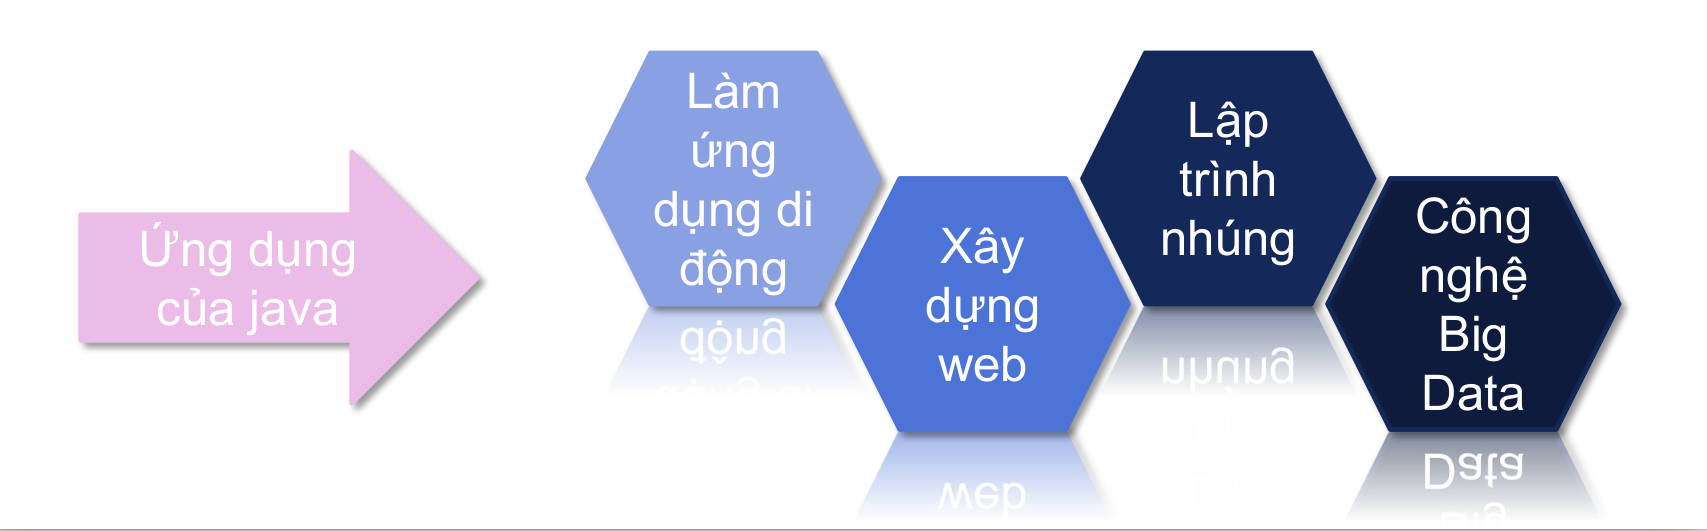 Ứng dụng
của java
Làm
ứng
dụng di
động
Xây
dựng
web
Lập
trình
nhúng
Công
nghệ
Big
Data